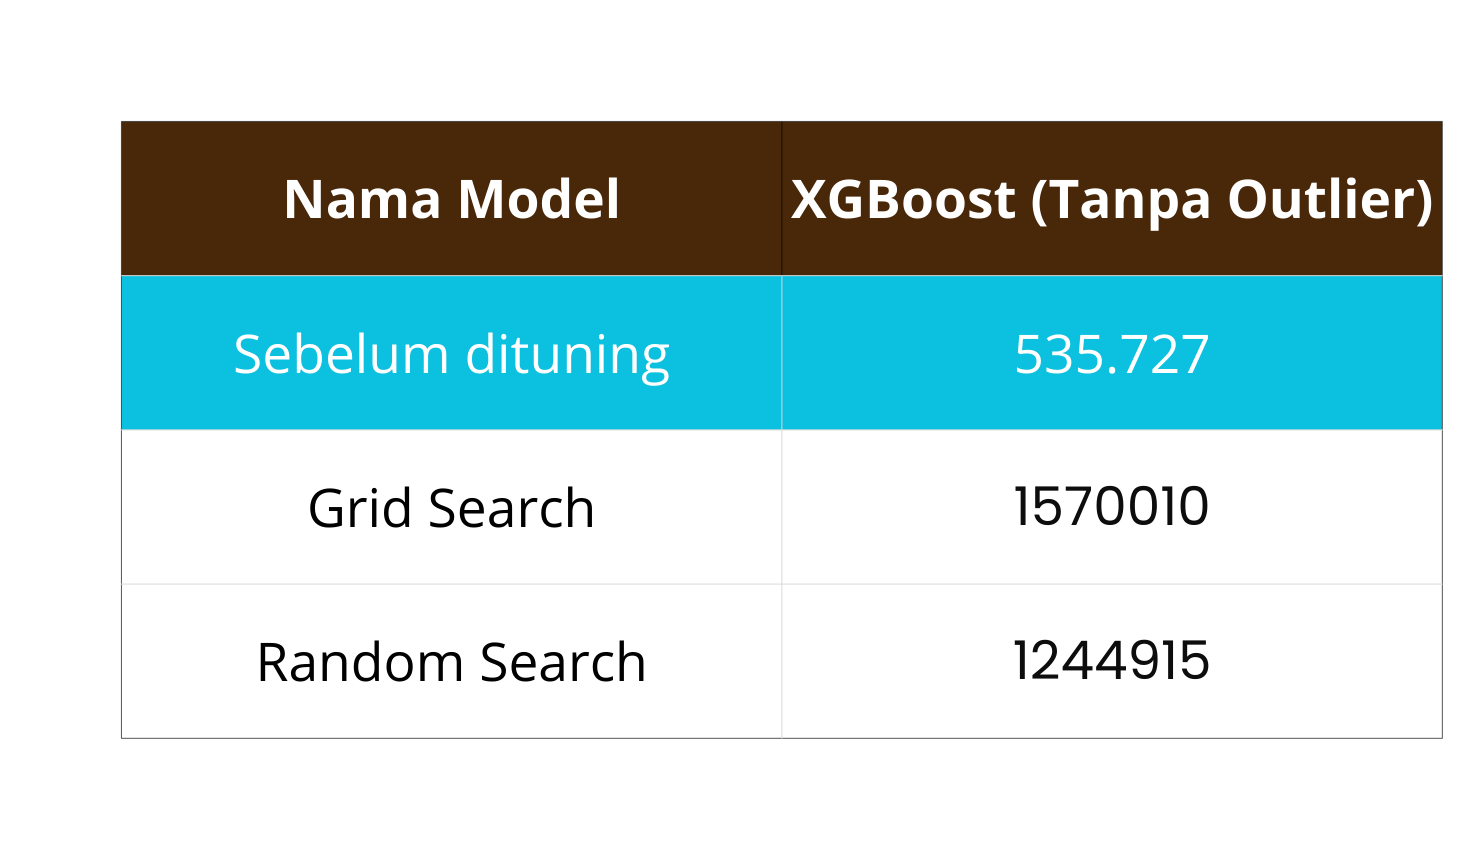 Nama Model
XGBoost (Tanpa Outlier)
Sebelum dituning
535.727
Grid Search
1570010
Random Search
1244915